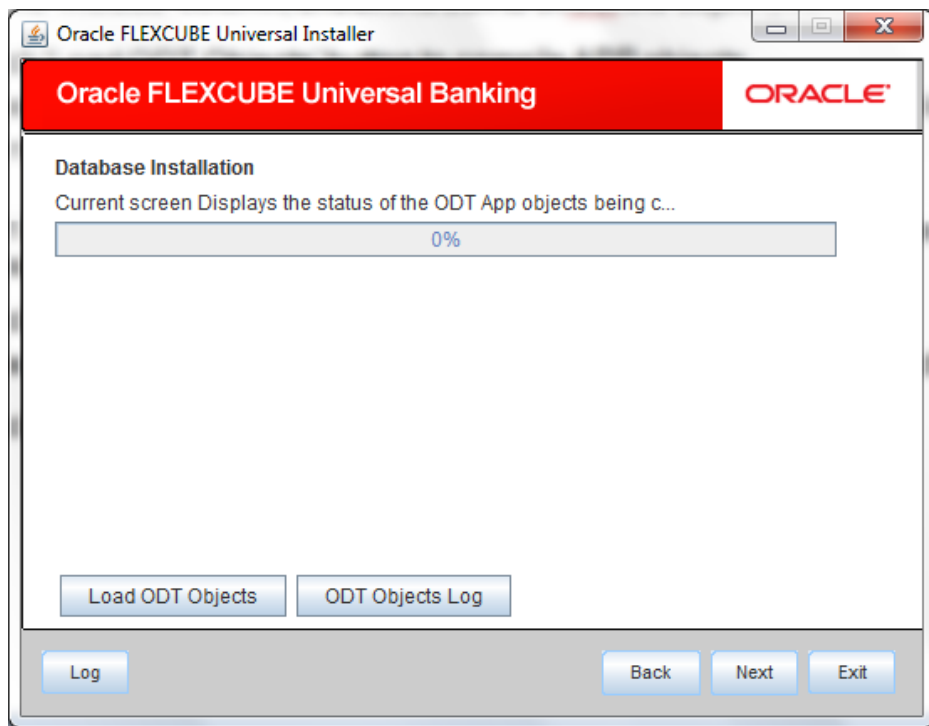 Oracle FLEXCUBE Universal Installer
Oracle FLEXCUBE Universal Banking
ORACLE
Database Installation
Current screen Displays the status of the ODT App objects being c...
0%
Load ODT Objects
ODT Objects Log
Log
Back
Next
Exit